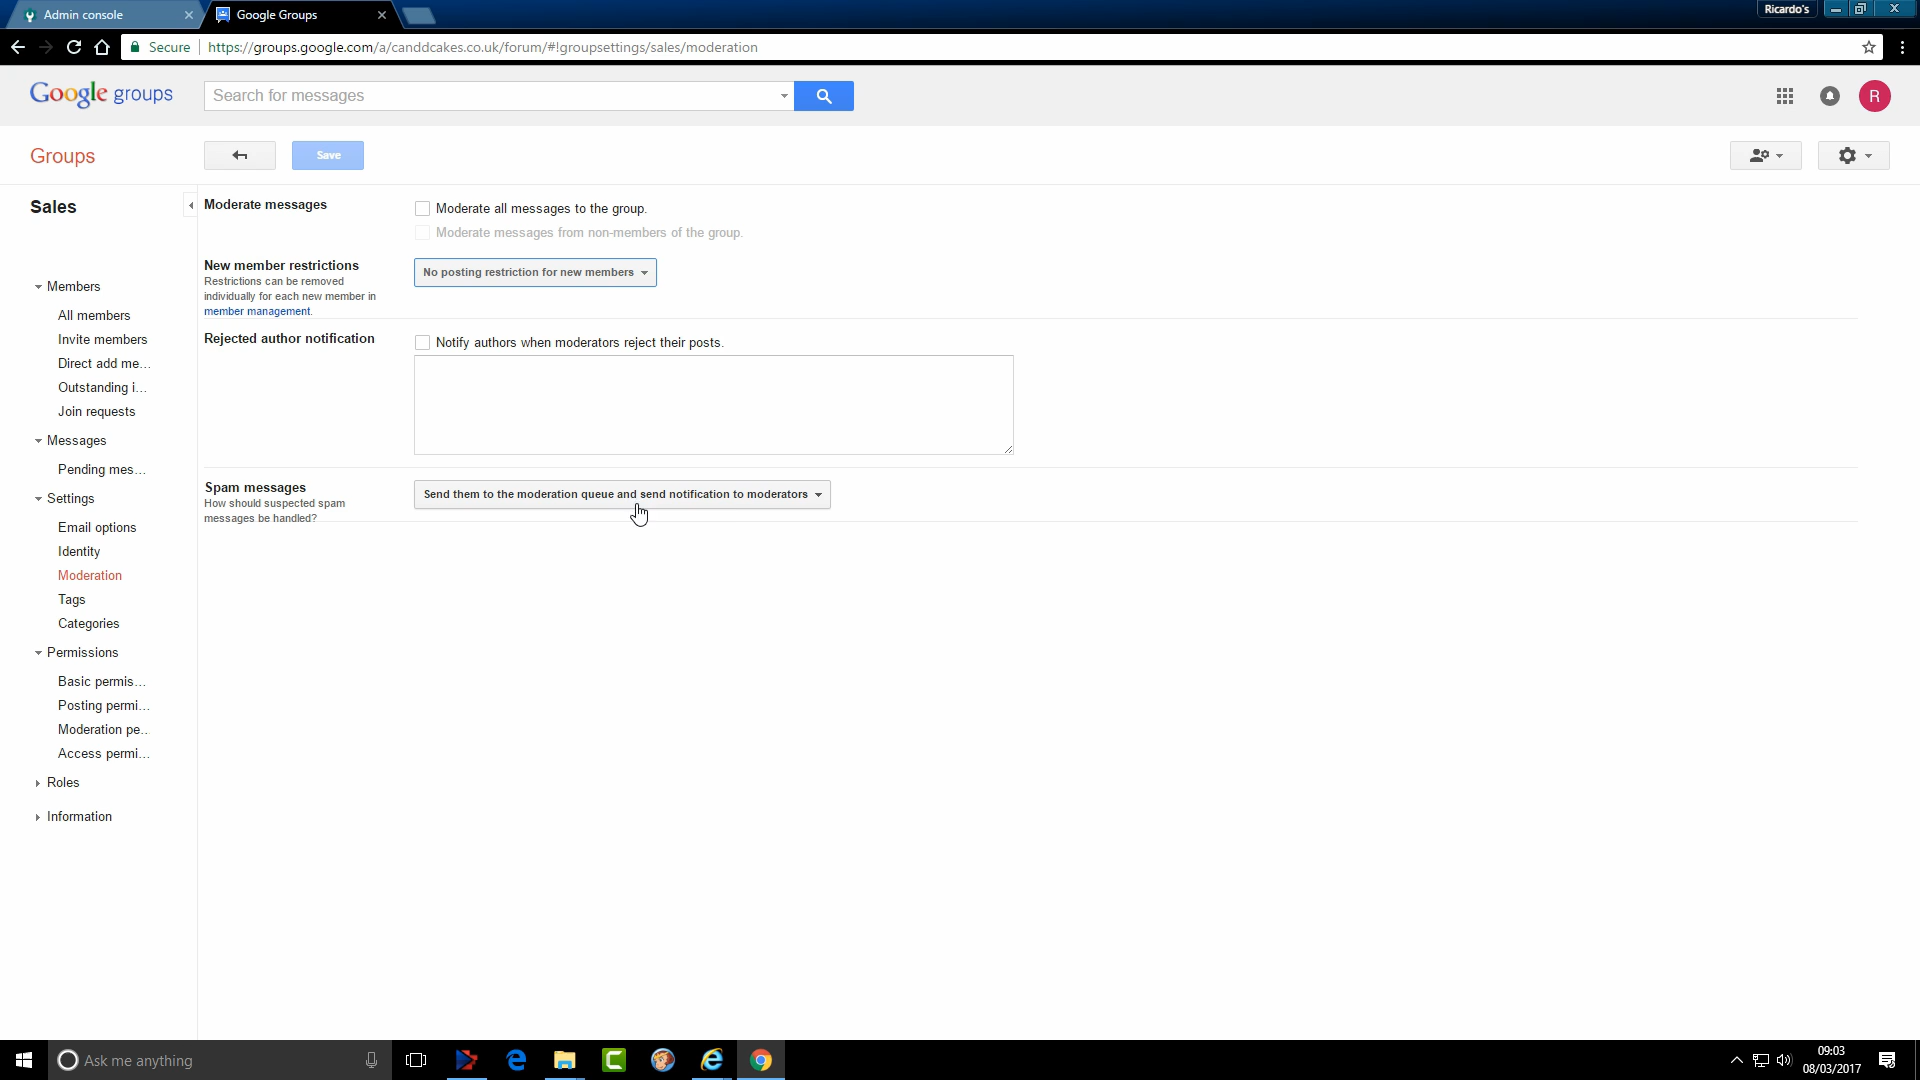 Admin console
Google Groups
Ricardo's
Secure
https://groups.google.com/a/canddcakes.co.uk/forum/#!groupsettings/sales/moderation
Google groups
Search for messages
R
Groups
Save
Sales
Members
All members
Invite members
Direct add me...
Outstanding i...
Join requests
Messages
Pending mes...
Settings
Email options
Identity
Moderation
Tags
Categories
Permissions
Basic permis...
Posting permi...
Moderation pe...
Access permi...
Roles
Information
Moderate messages
Moderate all messages to the group.
Moderate messages from non-members of the group.
New member restrictions
Restrictions can be removed
individually for each new member in
member management.
No posting restriction for new members
Rejected author notification
Notify authors when moderators reject their posts.
Spam messages
How should suspected spam
messages be handled?
Send them to the moderation queue and send notification to moderators
Ask me anything
09:03
08/03/2017